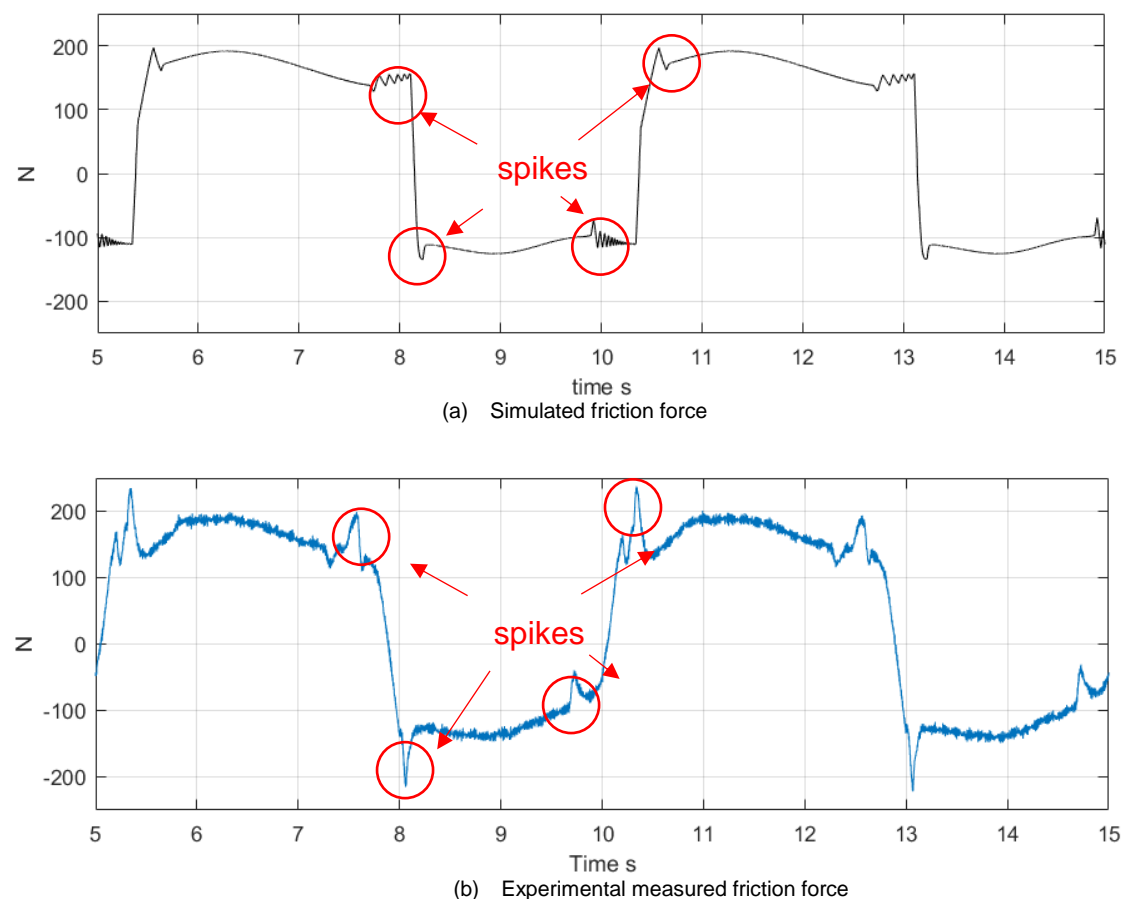 200
100
0
-100
-200
N
spikes
5 6 7 8 9 10 11 12 13 14 15
time s
(a) Simulated friction force
200
100
0
-100
-200
N
spikes
5 6 7 8 9 10 11 12 13 14 15
Time s
(b) Experimental measured friction force